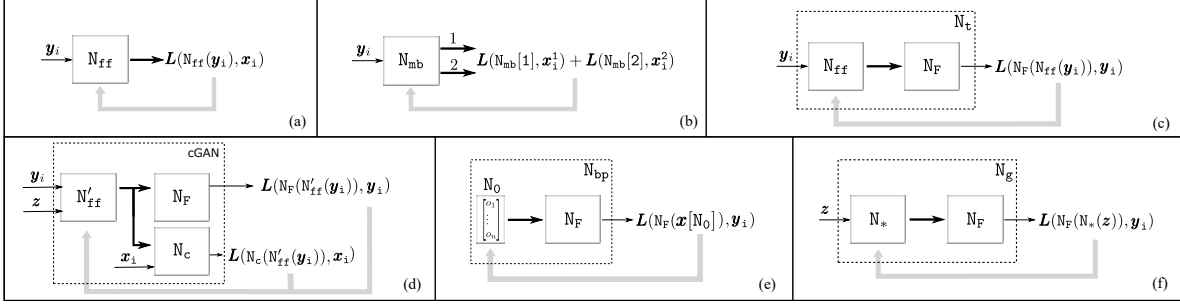 y_i N_ff L(N_ff(y_i), x_i)
(a)
y_i N_mb 1 2 L(N_mb[1], x_i^1) + L(N_mb[2], x_i^2)
(b)
N_t
y_i N_ff N_F L(N_F(N_ff(y_i)), y_i)
(c)
cGAN
y_i z N'_ff N_F L(N_F(N'_ff(y_i)), y_i)
x_i N_c L(N_c(N'_ff(y_i)), x_i)
(d)
N_bp
N_0
o_1 ⋮ o_n N_F L(N_F(x[N_0]), y_i)
(e)
N_g
z N_* N_F L(N_F(N_*(z)), y_i)
(f)